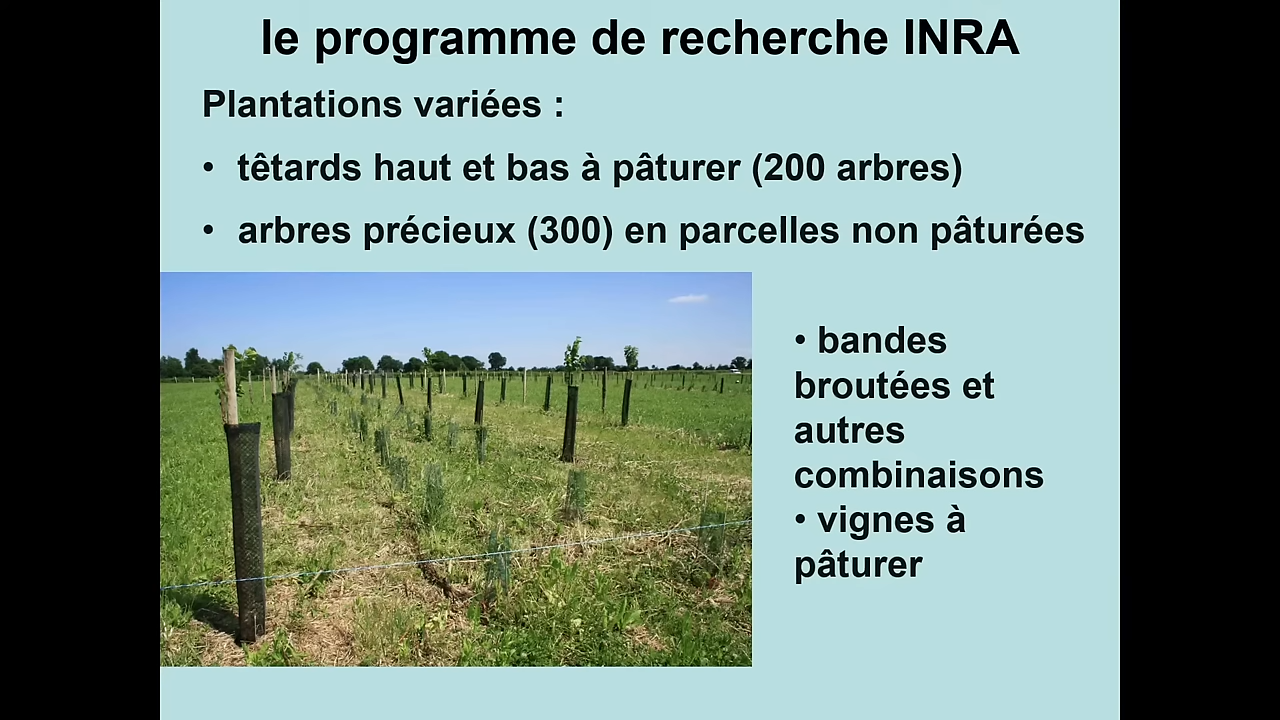 le programme de recherche INRA
Plantations variées :
• têtards haut et bas à pâturer (200 arbres)
• arbres précieux (300) en parcelles non pâturées
• bandes
broutées et
autres
combinaisons
• vignes à
pâturer